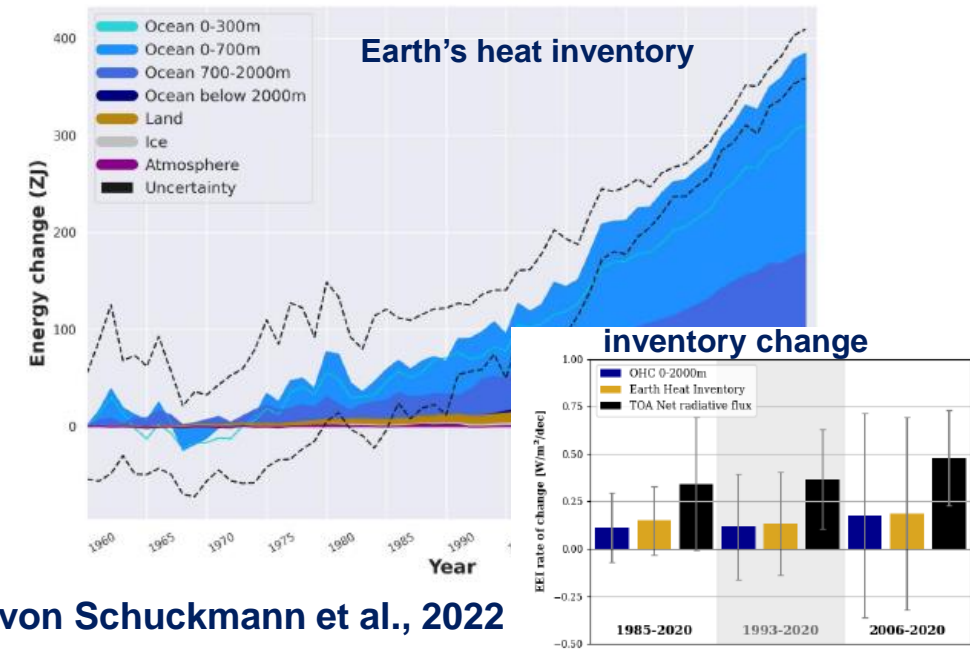 Earth's heat inventory
Ocean 0-300m
Ocean 0-700m
Ocean 700-2000m
Ocean below 2000m
Land
Ice
Atmosphere
Uncertainty
Energy change (ZJ)
400
300
200
100
0
1960
1965
1970
1975
1980
1985
1990
Year
inventory change
OHC 0-2000m
Earth Heat Inventory
TOA Net radiative flux
EEI rate of change [W/m²/dec]
1.00
0.75
0.50
0.25
0.00
−0.25
−0.50
1985-2020
1993-2020
2006-2020
von Schuckmann et al., 2022